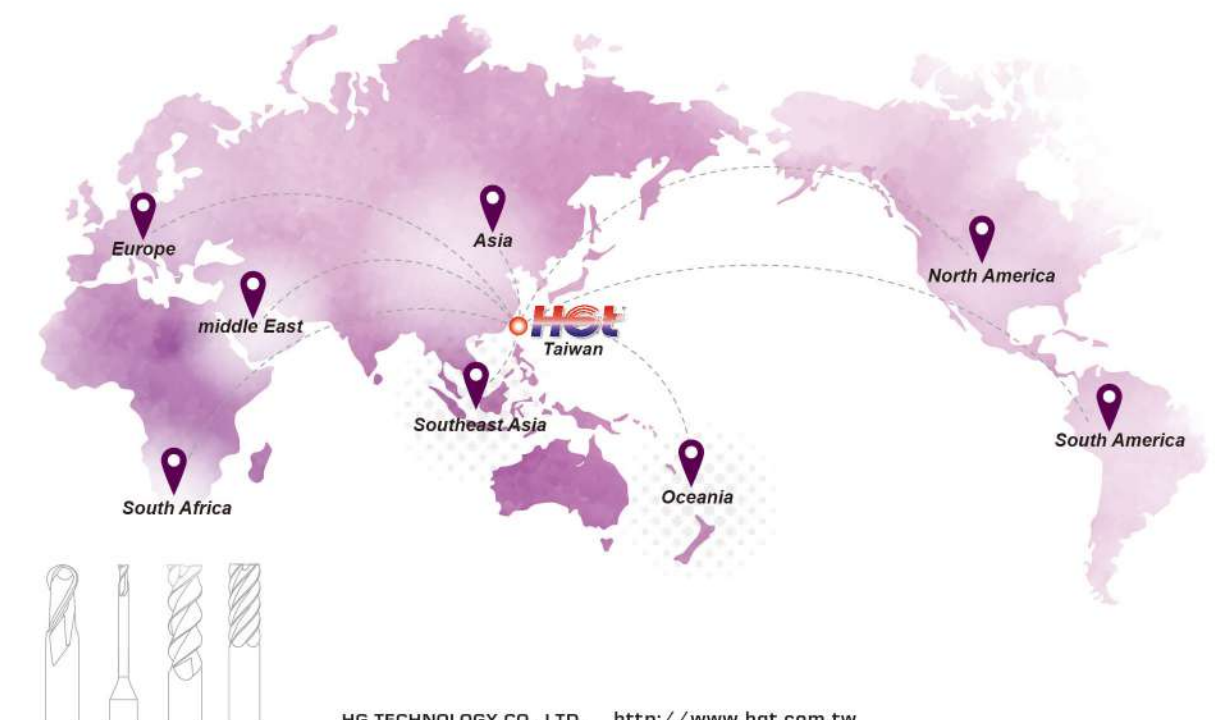 Europe
Asia
North America
middle East
HGt
Taiwan
Southeast Asia
South America
Oceania
South Africa
HG TECHNOLOGY CO., LTD. http://www.hgt.com.tw